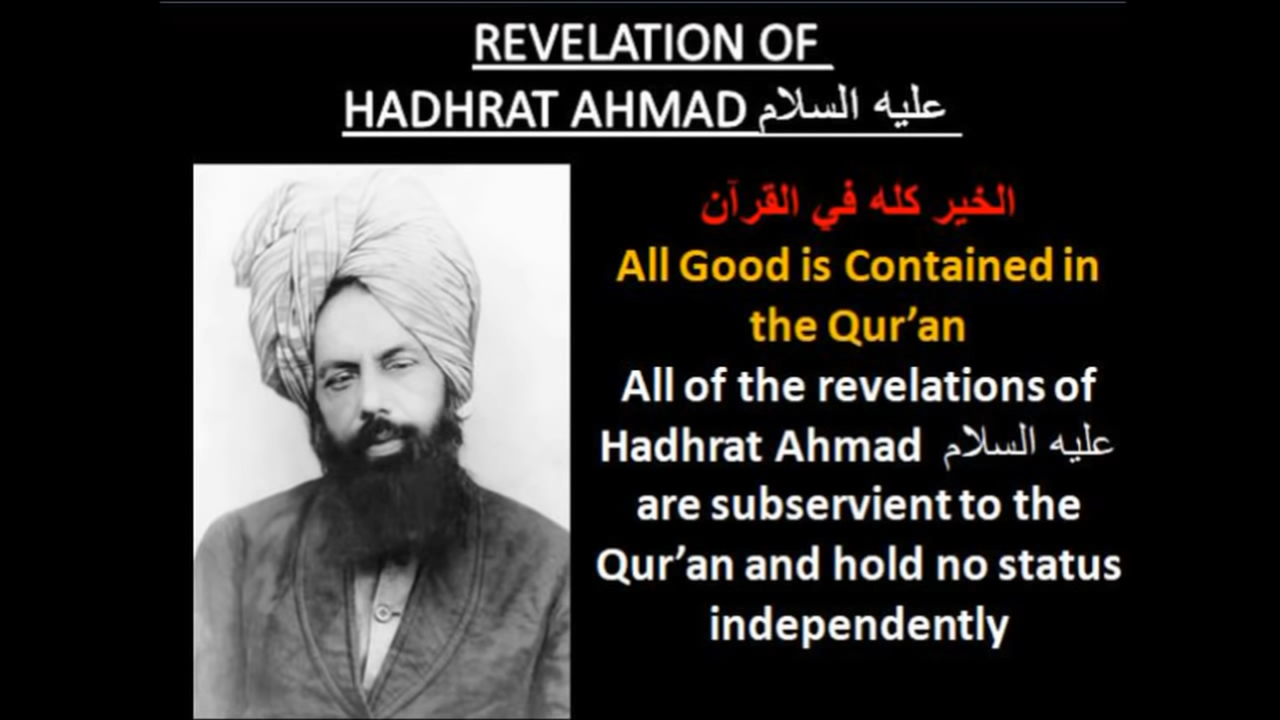 REVELATION OF
HADHRAT AHMAD عليه السلام
الخير كله في القرآن
All Good is Contained in
the Qur’an
All of the revelations of
Hadhrat Ahmad عليه السلام
are subservient to the
Qur’an and hold no status
independently